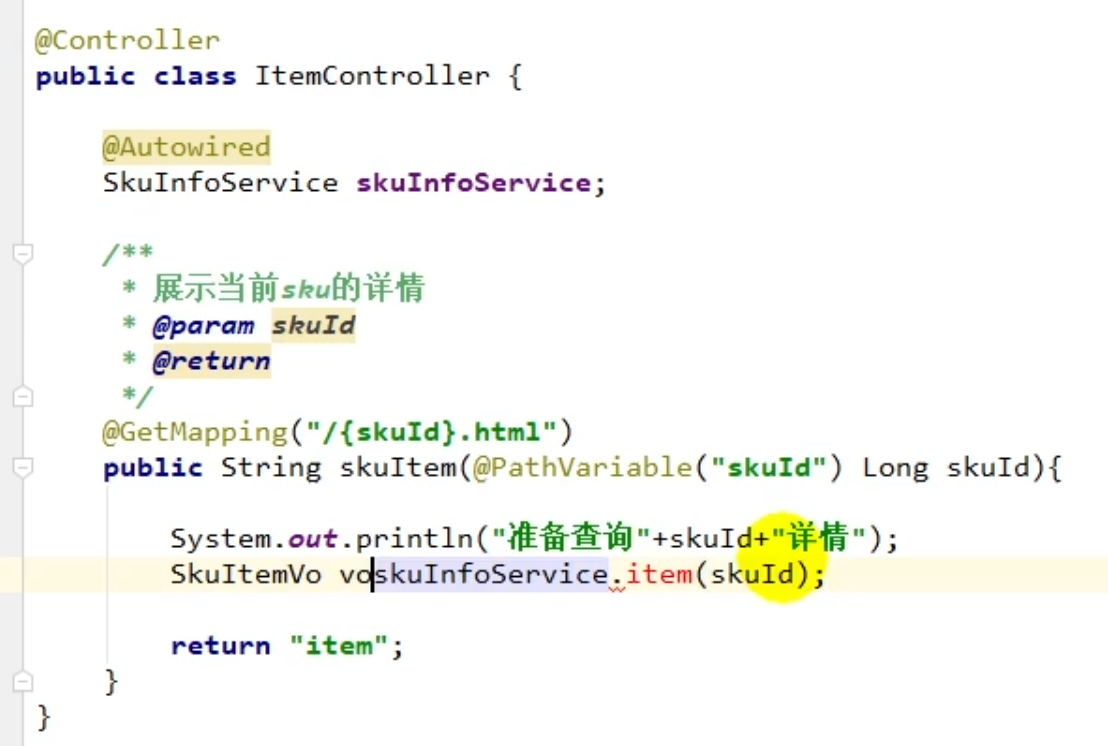 @Controller
public class ItemController {
@Autowired
SkuInfoService skuInfoService;
/**
* 展示当前sku的详情
* @param skuId
* @return
*/
@GetMapping("/{skuId}.html")
public String skuItem(@PathVariable("skuId") Long skuId){
System.out.println("准备查询"+skuId+"详情");
SkuItemVo voskuInfoService.item(skuId);
return "item";
}
}